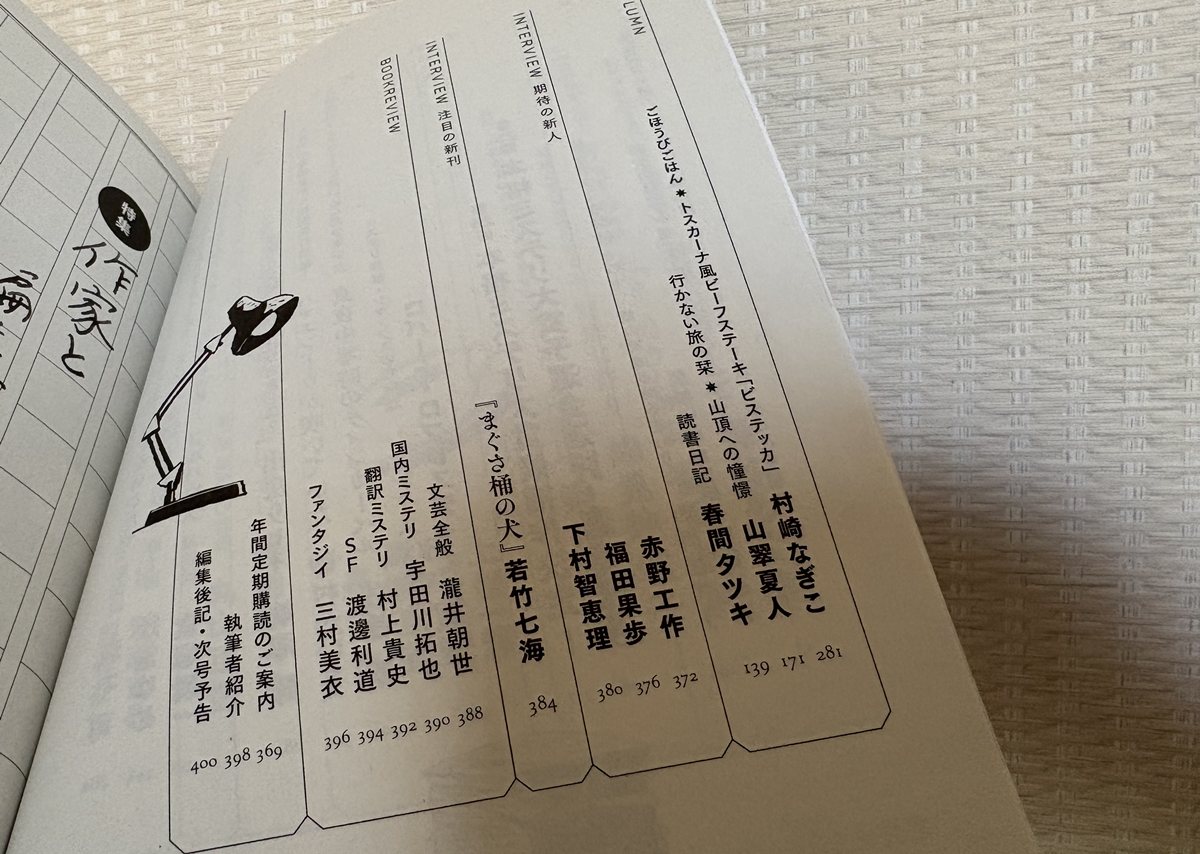 LUMN
ごほうびごはん＊トスカーナ風ビーフステーキ「ビステッカ」 村崎なぎこ 281
行かない旅の栞＊山頂への憧憬 山翠夏人 171
読書日記 春間タツキ 139
INTERVIEW 期待の新人
赤野工作 372
福田果歩 376
下村智恵理 380
INTERVIEW 注目の新刊
『まぐさ桶の犬』 若竹七海 384
BOOKREVIEW
文芸全般 瀧井朝世 388
国内ミステリ 宇田川拓也 390
翻訳ミステリ 村上貴史 392
SF 渡邊利道 394
ファンタジイ 三村美衣 396
年間定期購読のご案内 369
執筆者紹介 398
編集後記・次号予告 400
特集
作家と